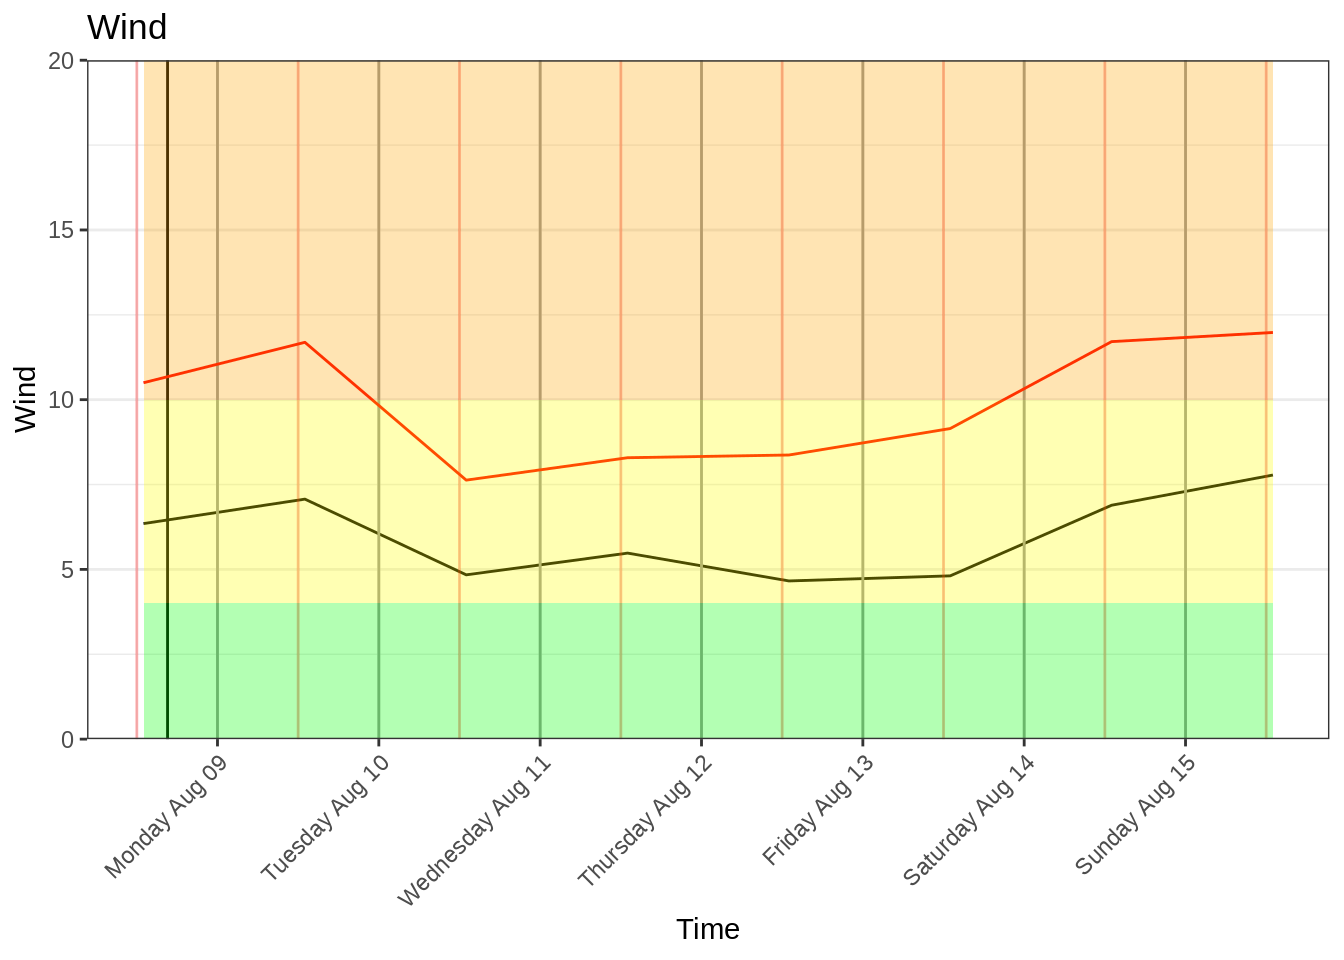 Wind
20
15
10
5
0
Wind
Monday Aug 09
Tuesday Aug 10
Wednesday Aug 11
Thursday Aug 12
Friday Aug 13
Saturday Aug 14
Sunday Aug 15
Time